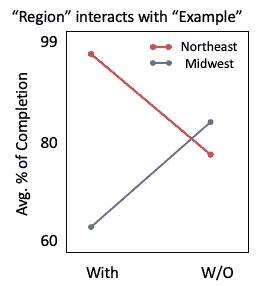 “Region” interacts with “Example”
99
Northeast
Midwest
Avg. % of Completion
80
60
With
W/O